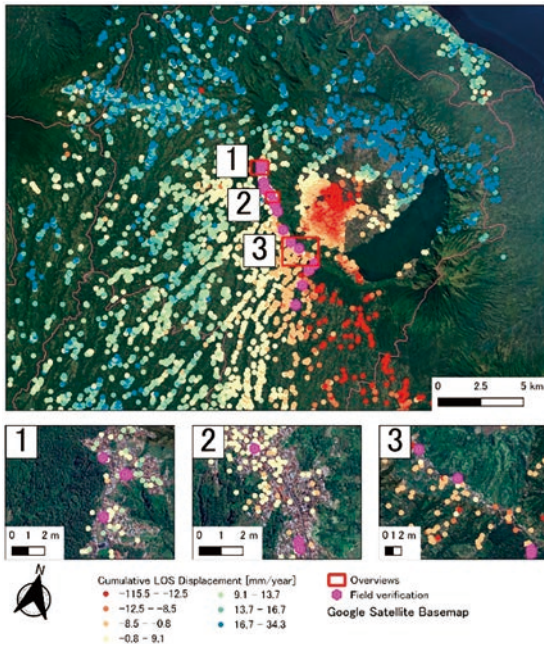 1
2
3
0 2.5 5 km
1
0 1 2 m
2
0 1 2 m
3
0 1 2 m
N
Cumulative LOS Displacement [mm/year]
-115.5 - -12.5
-12.5 - -8.5
-8.5 - -0.8
-0.8 - 9.1
9.1 - 13.7
13.7 - 16.7
16.7 - 34.3
Overviews
Field verification
Google Satellite Basemap